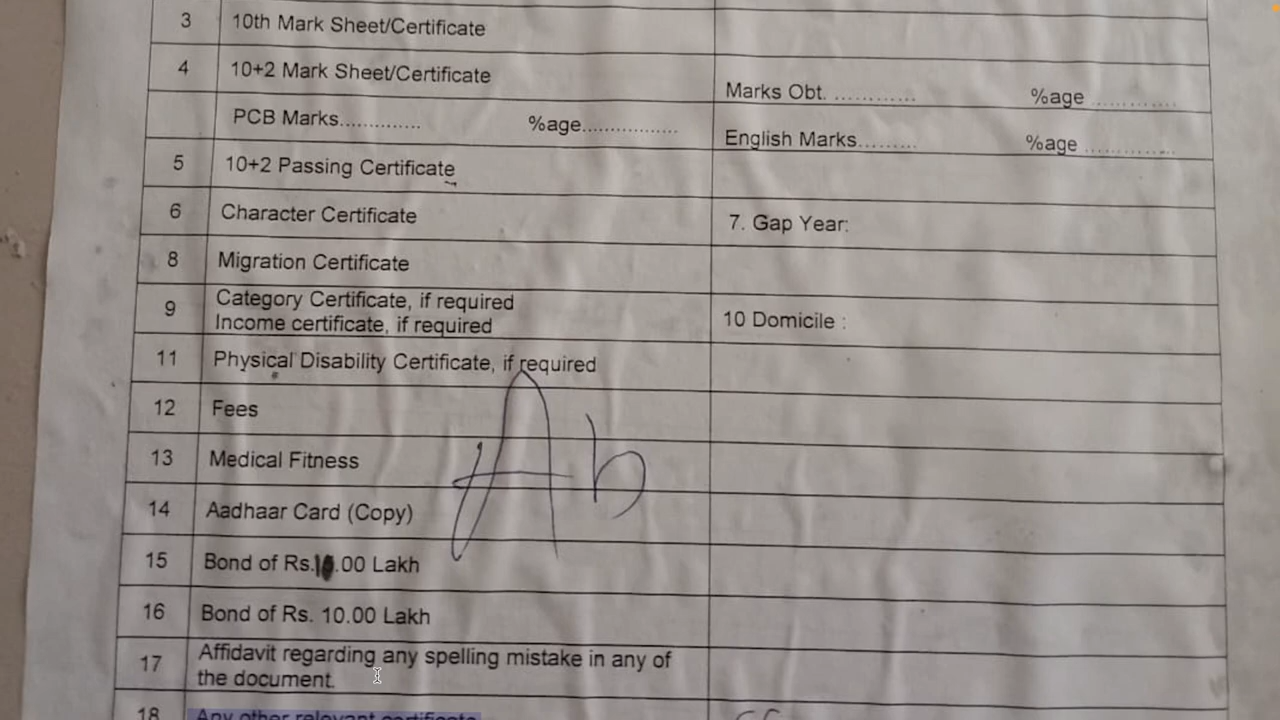 3 10th Mark Sheet/Certificate
4 10+2 Mark Sheet/Certificate Marks Obt. ............ %age ............
PCB Marks.............. %age................. English Marks......... %age .............
5 10+2 Passing Certificate
6 Character Certificate 7. Gap Year:
8 Migration Certificate
9 Category Certificate, if required
Income certificate, if required 10 Domicile :
11 Physical Disability Certificate, if required
12 Fees
Ab
13 Medical Fitness
14 Aadhaar Card (Copy)
15 Bond of Rs. .00 Lakh
16 Bond of Rs. 10.00 Lakh
17 Affidavit regarding any spelling mistake in any of
the document.
18 Any other relevant certificate